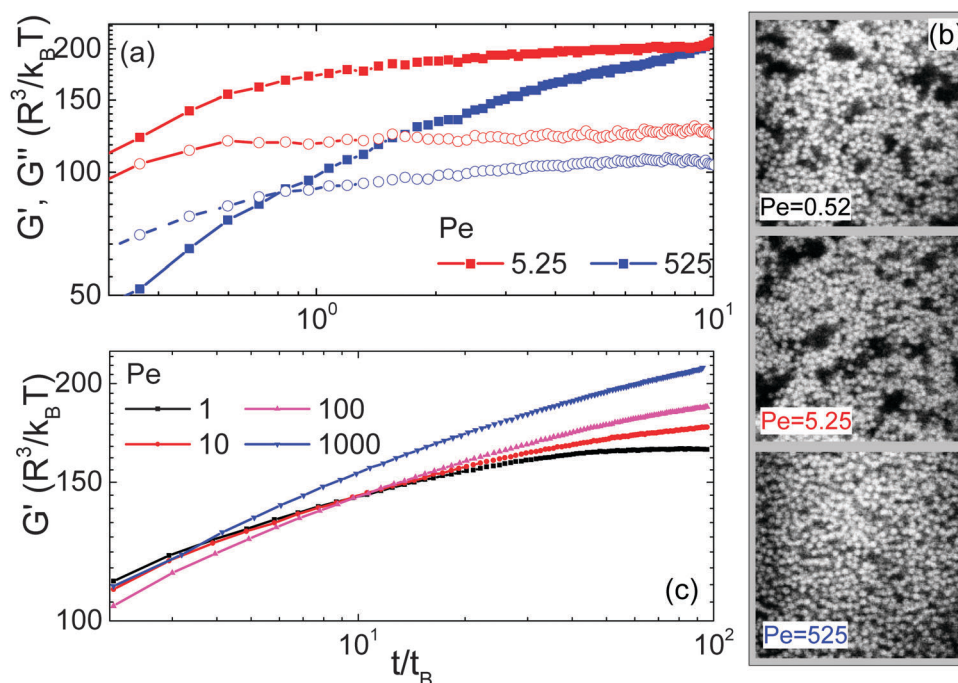 (a)
G', G'' (R³/k_BT)
200
150
100
50
Pe
5.25 525
10⁰ 10¹
(b)
Pe=0.52
Pe=5.25
Pe=525
Pe
1 100
10 1000
G' (R³/k_BT)
200
150
100
(c)
10¹ 10²
t/t_B